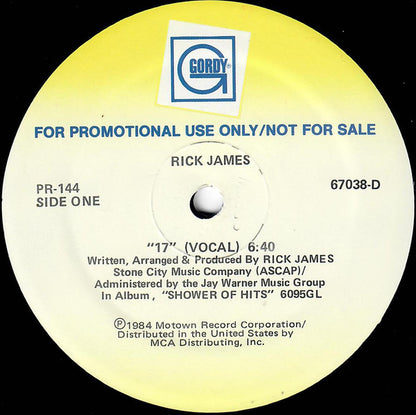 GORDY®
FOR PROMOTIONAL USE ONLY/NOT FOR SALE
RICK JAMES
PR-144
67038-D
SIDE ONE
"17" (VOCAL) 6:40
Written, Arranged & Produced By RICK JAMES
Stone City Music Company (ASCAP)/
Administered by the Jay Warner Music Group
In Album, "SHOWER OF HITS" 6095GL
Ⓟ1984 Motown Record Corporation/
Distributed in the United States by
MCA Distributing, Inc.